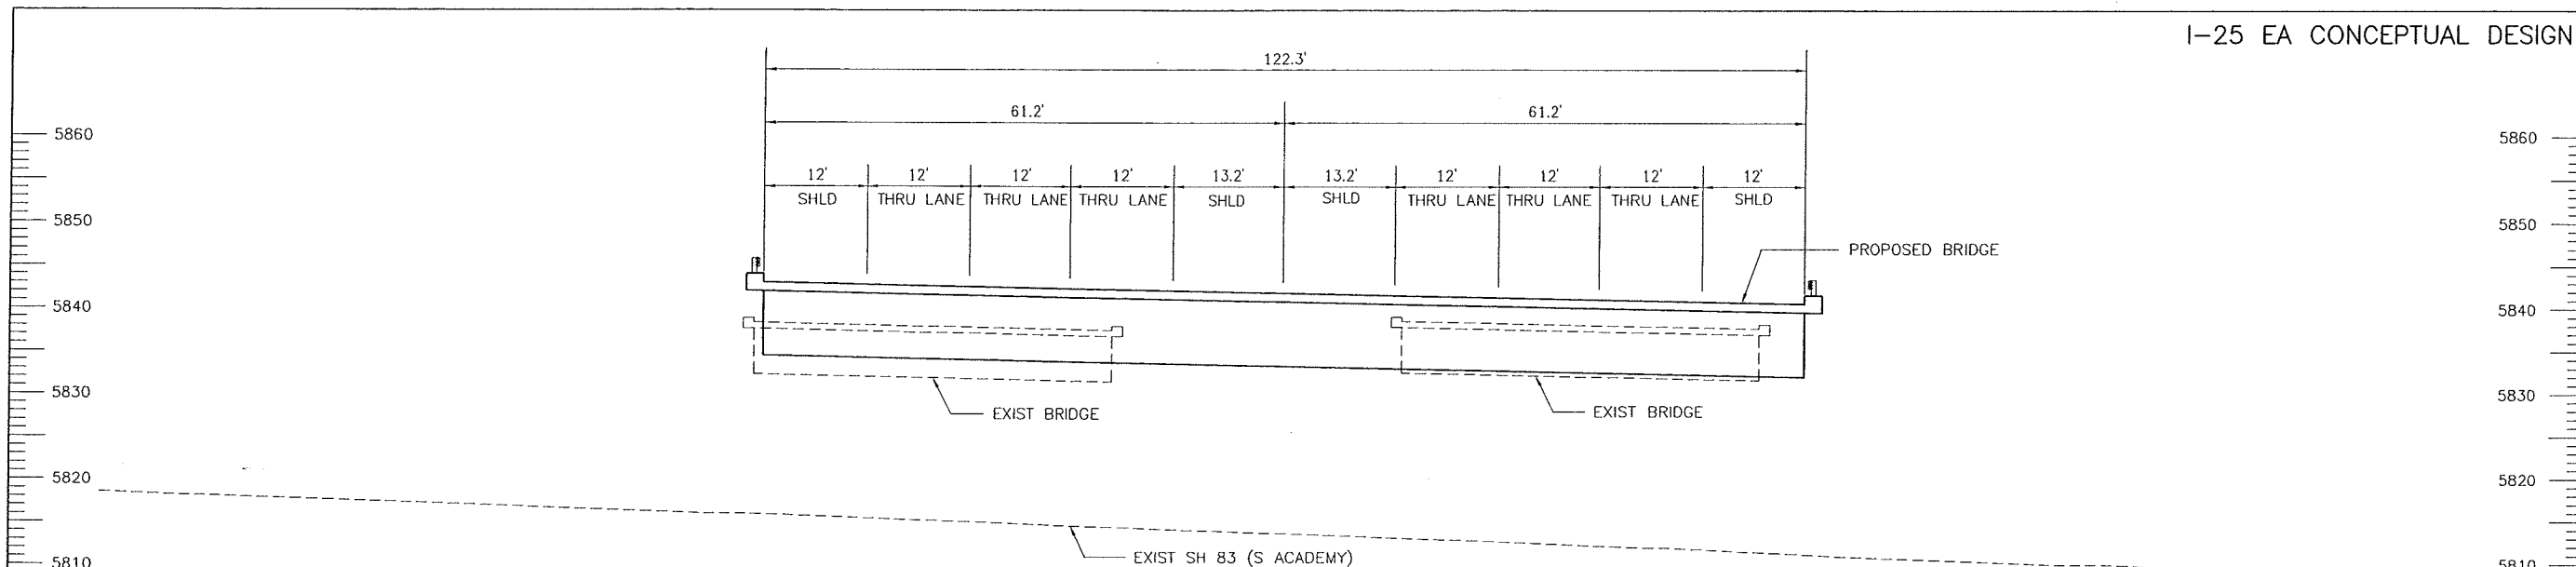 I-25 EA CONCEPTUAL DESIGN
122.3'
61.2' 61.2'
5860 5860
12' 12' 12' 12' 13.2' 13.2' 12' 12' 12' 12'
SHLD THRU LANE THRU LANE THRU LANE SHLD SHLD THRU LANE THRU LANE THRU LANE SHLD
5850 5850
PROPOSED BRIDGE
5840 5840
5830 5830
EXIST BRIDGE EXIST BRIDGE
5820 5820
EXIST SH 83 (S ACADEMY)
5810 5810